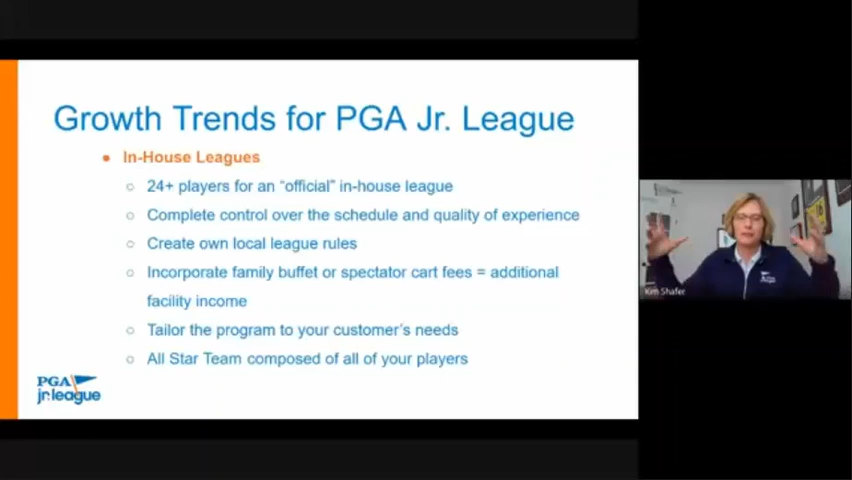 Growth Trends for PGA Jr. League
● In-House Leagues
○ 24+ players for an “official” in-house league
○ Complete control over the schedule and quality of experience
○ Create own local league rules
○ Incorporate family buffet or spectator cart fees = additional
facility income
○ Tailor the program to your customer’s needs
○ All Star Team composed of all of your players
PGA
jr.league
Kim Shafer